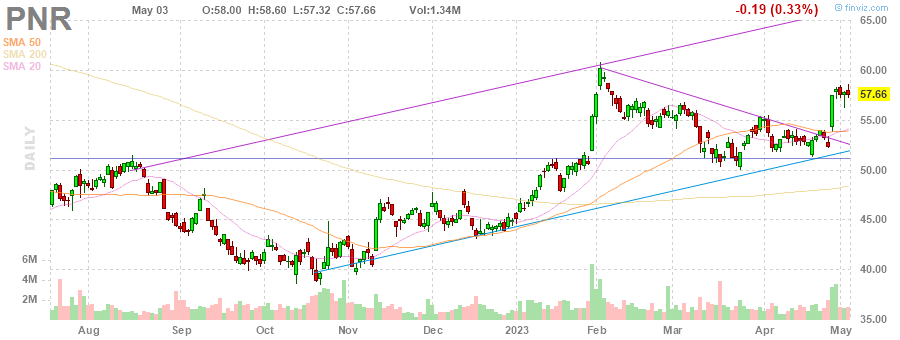 PNR
May 03 O:58.00 H:58.60 L:57.32 C:57.66 Vol:1.34M
-0.19 (0.33%)
© finviz.com
SMA 50
SMA 200
SMA 20
DAILY
65.00
60.00
57.66
55.00
50.00
45.00
40.00
35.00
6M
4M
2M
Aug Sep Oct Nov Dec 2023 Feb Mar Apr May